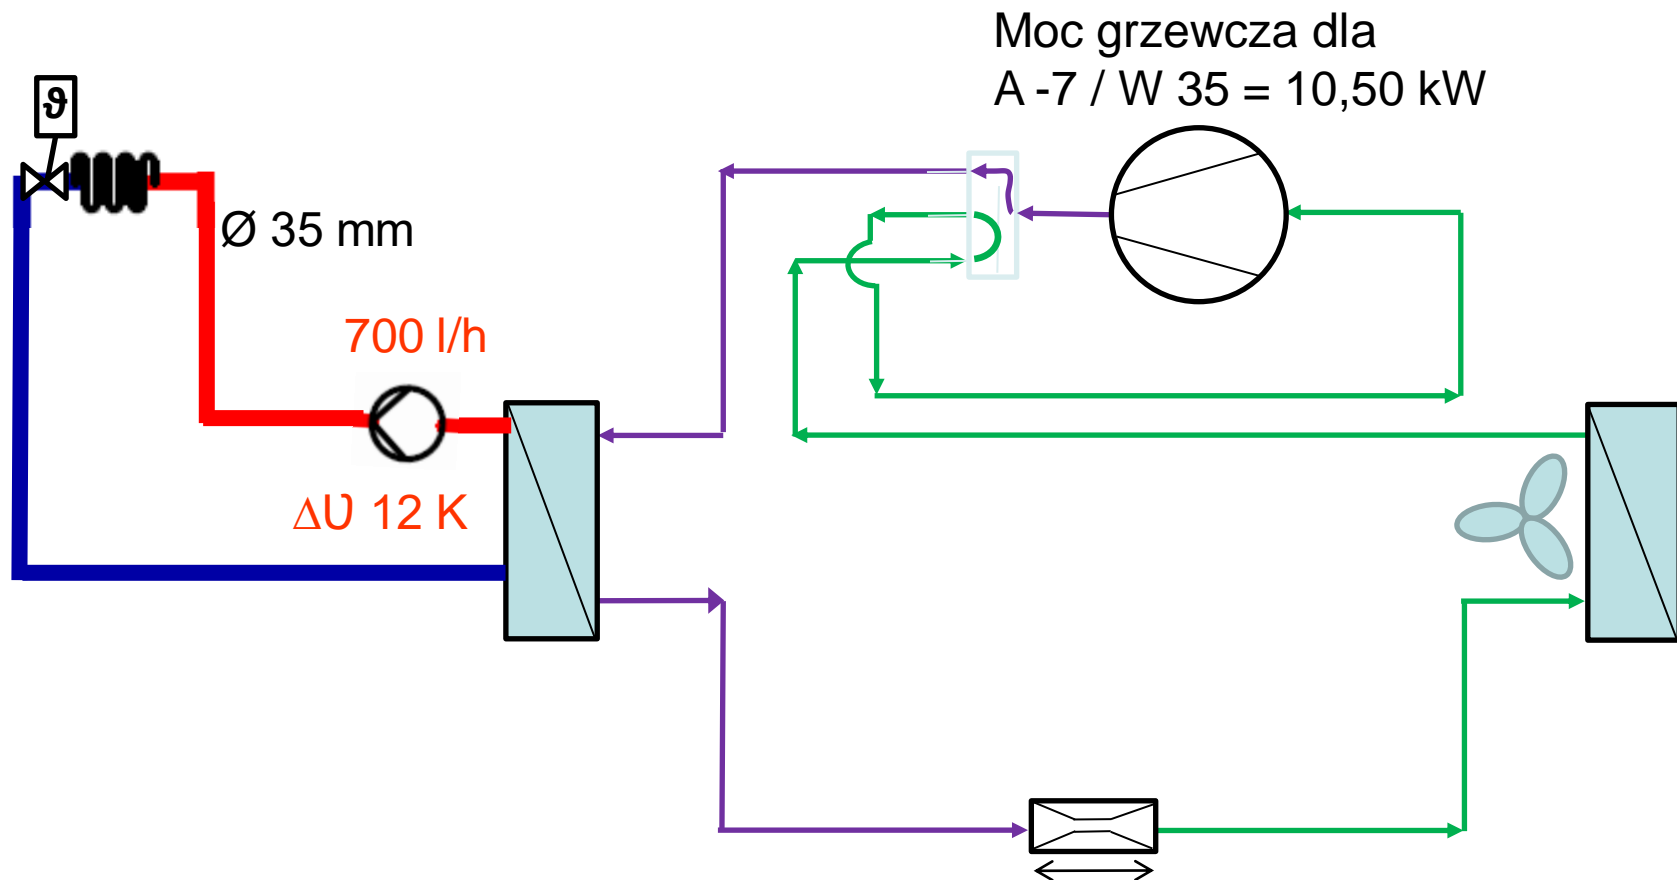 Moc grzewcza dla
A -7 / W 35 = 10,50 kW
ϑ
Ø 35 mm
700 l/h
Δ𝑈 12 K